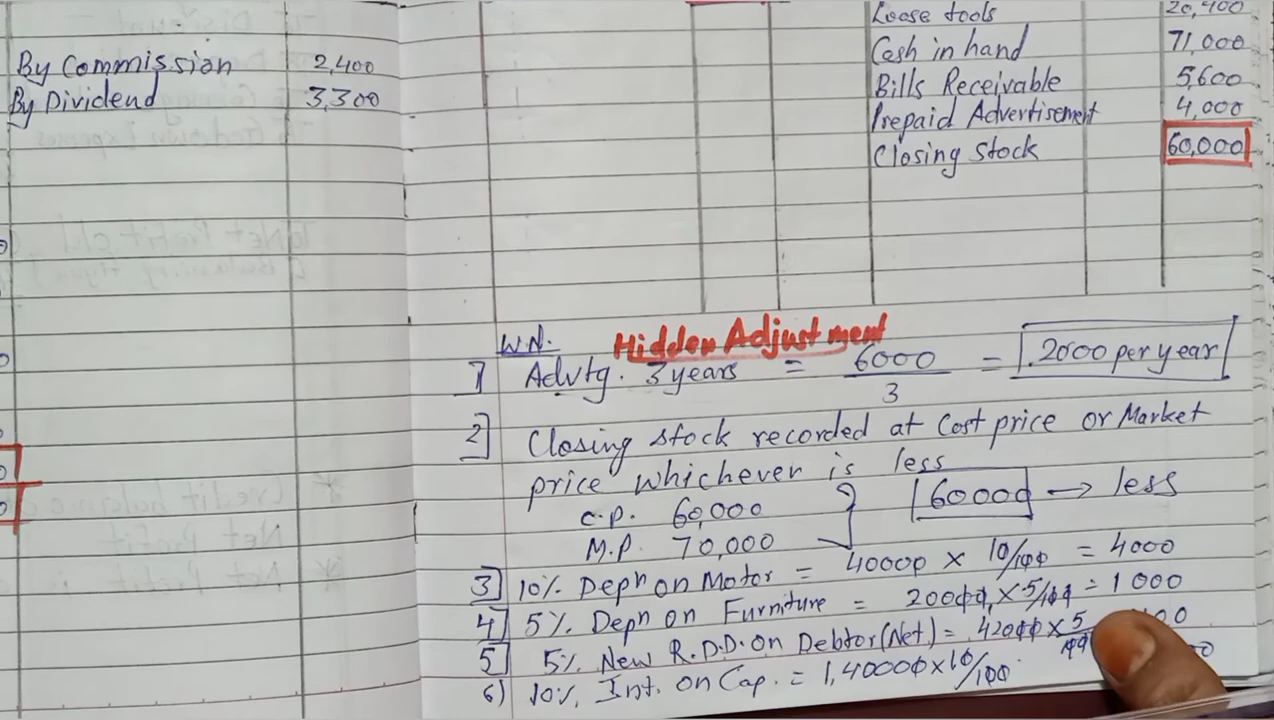 By Commission 2,400
By Dividend 3,300
Loose tools 20,400
Cash in hand 71,000
Bills Receivable 5,600
Prepaid Advertisement 4,000
Closing Stock 60,000
W.N. Hidden Adjustment
1] Advtg. 3 years = 6000/3 = 2000 per year
2] Closing stock recorded at Cost price or Market
price whichever is less
C.P. 60,000
M.P. 70,000 60000 → less
3] 10% Depn on Motor = 40000 × 10/100 = 4000
4] 5% Depn on Furniture = 20000 × 5/100 = 1000
5] 5% New R.D.D. on Debtor (Net) = 42000 × 5
6) 10% Int. on Cap. = 1,40000 × 10/100